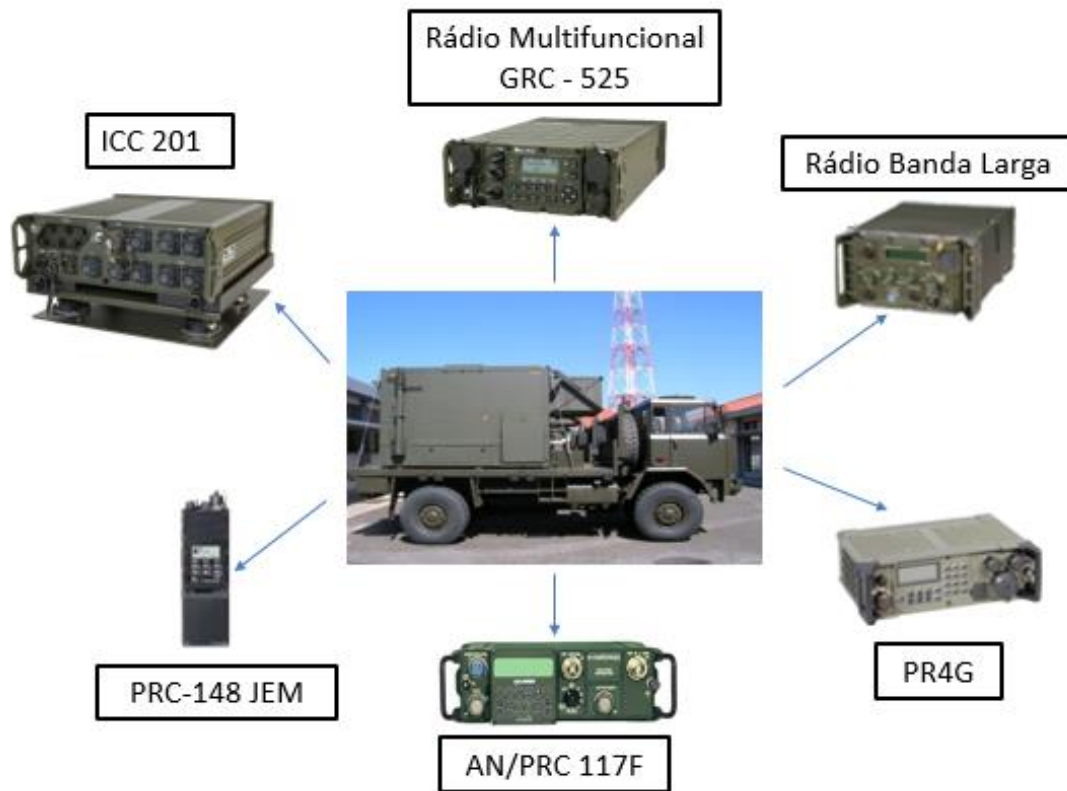 Rádio Multifuncional
GRC - 525
ICC 201
Rádio Banda Larga
PRC-148 JEM
PR4G
AN/PRC 117F